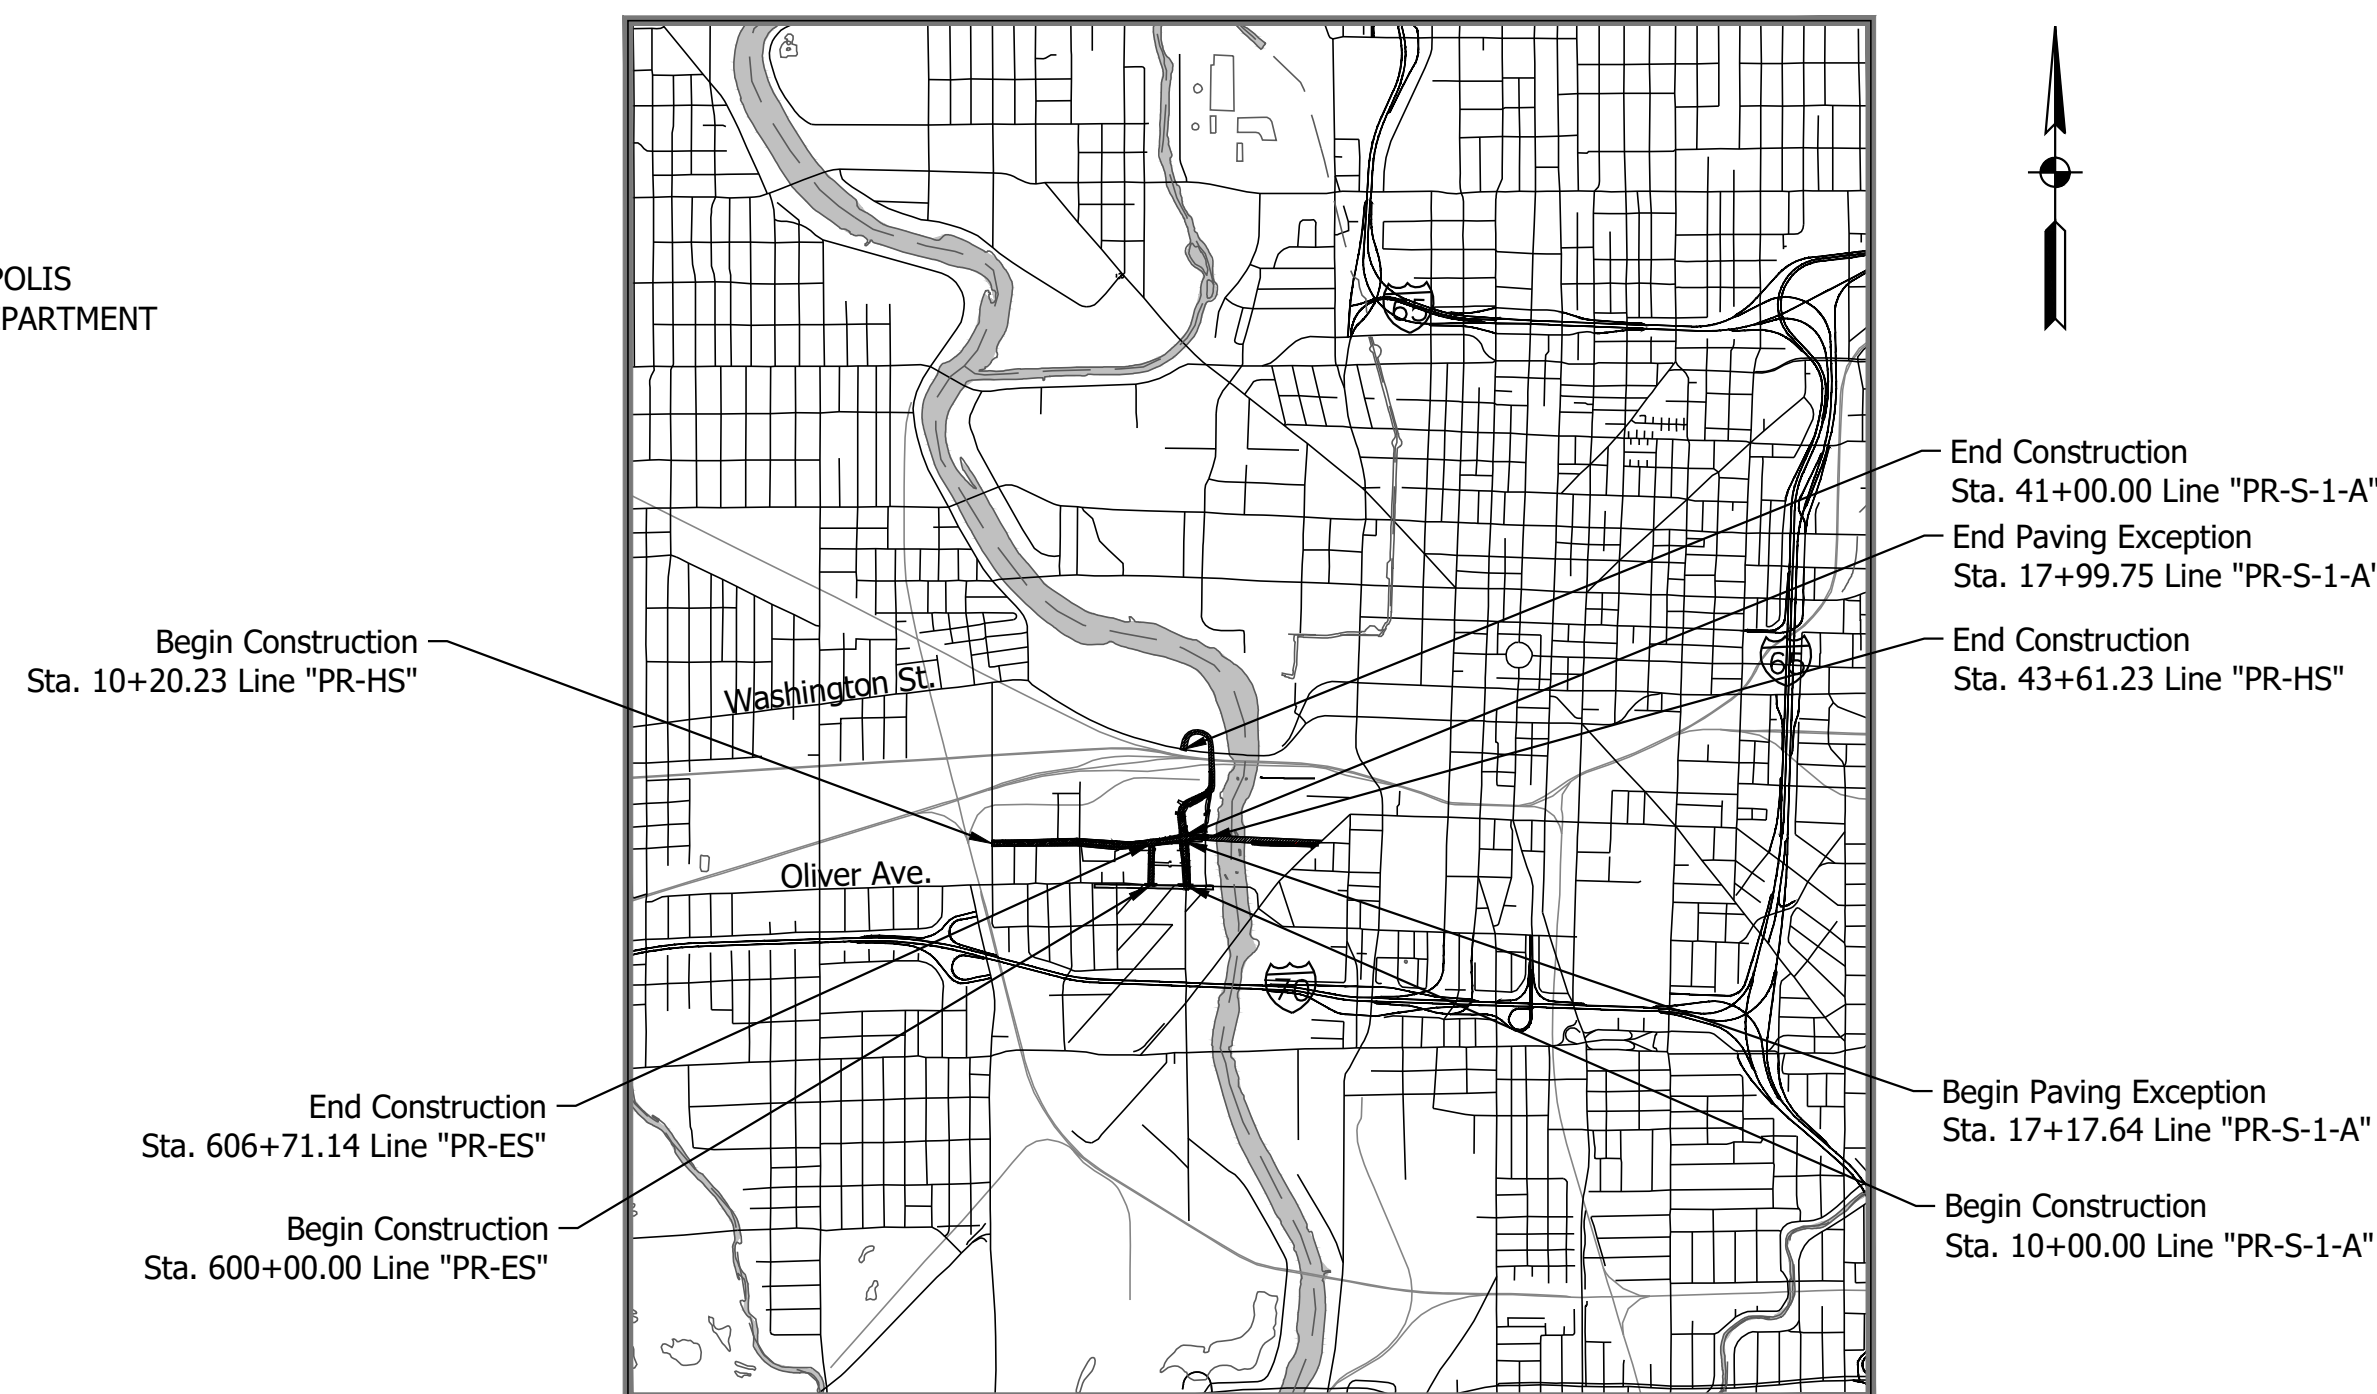 POLIS
PARTMENT
65
End Construction
Sta. 41+00.00 Line "PR-S-1-A"
End Paving Exception
Sta. 17+99.75 Line "PR-S-1-A"
Begin Construction
Sta. 10+20.23 Line "PR-HS"
End Construction
Sta. 43+61.23 Line "PR-HS"
65
Washington St.
Oliver Ave.
70
End Construction
Sta. 606+71.14 Line "PR-ES"
Begin Paving Exception
Sta. 17+17.64 Line "PR-S-1-A"
Begin Construction
Sta. 600+00.00 Line "PR-ES"
Begin Construction
Sta. 10+00.00 Line "PR-S-1-A"